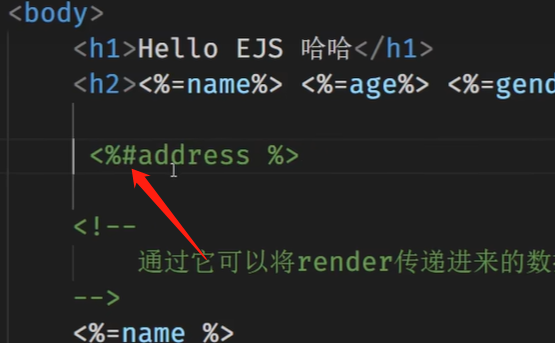 <body>
<h1>Hello EJS 哈哈</h1>
<h2><%=name%> <%=age%> <%=gend
<%#address %>
<!--
通过它可以将render传递进来的数
-->
<%=name %>